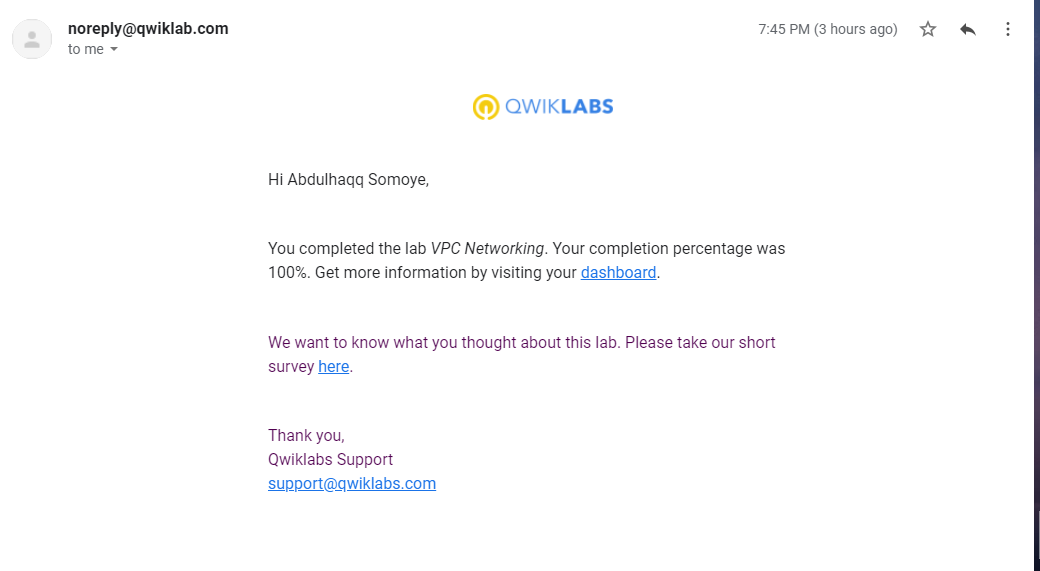 noreply@qwiklab.com
7:45 PM (3 hours ago)
to me
QWIKLABS
Hi Abdulhaqq Somoye,
You completed the lab VPC Networking. Your completion percentage was
100%. Get more information by visiting your dashboard.
We want to know what you thought about this lab. Please take our short
survey here.
Thank you,
Qwiklabs Support
support@qwiklabs.com